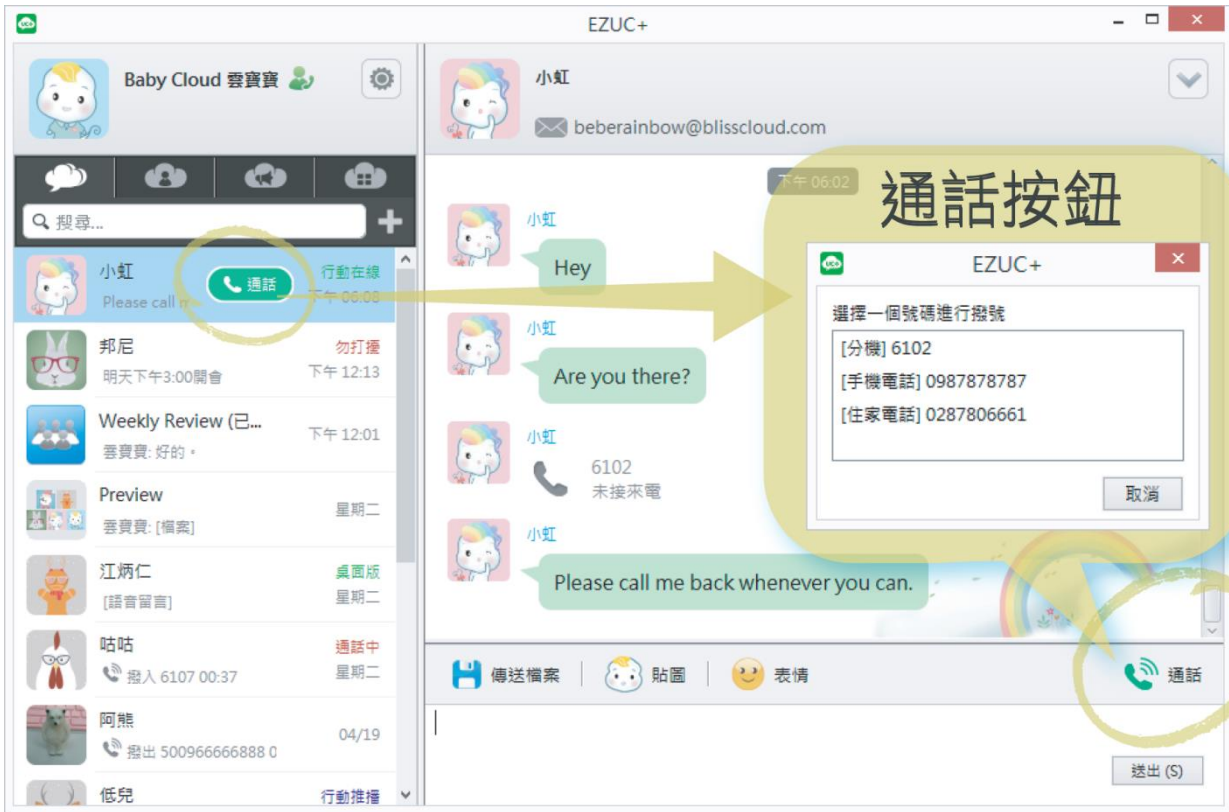 EZUC+
Baby Cloud 雲寶寶
搜尋...
小虹
通話
行動在線
Please call m
下午 06:08
邦尼
勿打擾
明天下午3:00開會
下午 12:13
Weekly Review (已...
下午 12:01
雲寶寶: 好的。
Preview
星期二
雲寶寶: [檔案]
江炳仁
桌面版
[語音留言]
星期二
咕咕
通話中
撥入 6107 00:37
星期二
阿熊
04/19
撥出 500966666888 0
低兒
行動推播
小虹
beberainbow@blisscloud.com
下午 06:02
小虹
Hey
小虹
Are you there?
小虹
6102
未接來電
小虹
Please call me back whenever you can.
通話按鈕
UC+
EZUC+
選擇一個號碼進行撥號
[分機] 6102
[手機電話] 0987878787
[住家電話] 0287806661
取消
傳送檔案
貼圖
表情
通話
送出 (S)